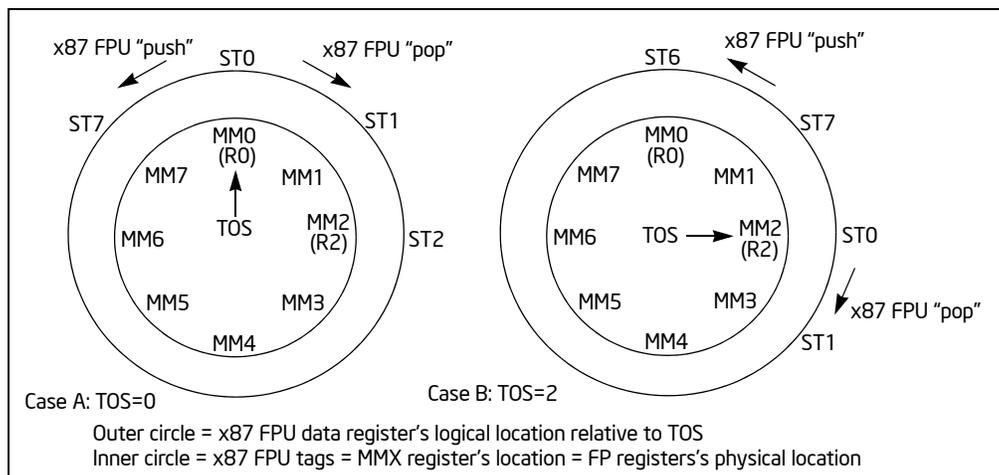 x87 FPU “push”
ST0
x87 FPU “pop”
ST7
ST1
MM0
(R0)
MM7
MM1
MM6
TOS
MM2
(R2)
ST2
MM5
MM3
MM4
Case A: TOS=0
ST6
x87 FPU “push”
ST7
MM0
(R0)
MM7
MM1
MM6
TOS
MM2
(R2)
ST0
MM5
MM3
x87 FPU “pop”
MM4
ST1
Case B: TOS=2
Outer circle = x87 FPU data register’s logical location relative to TOS
Inner circle = x87 FPU tags = MMX register’s location = FP registers’s physical location